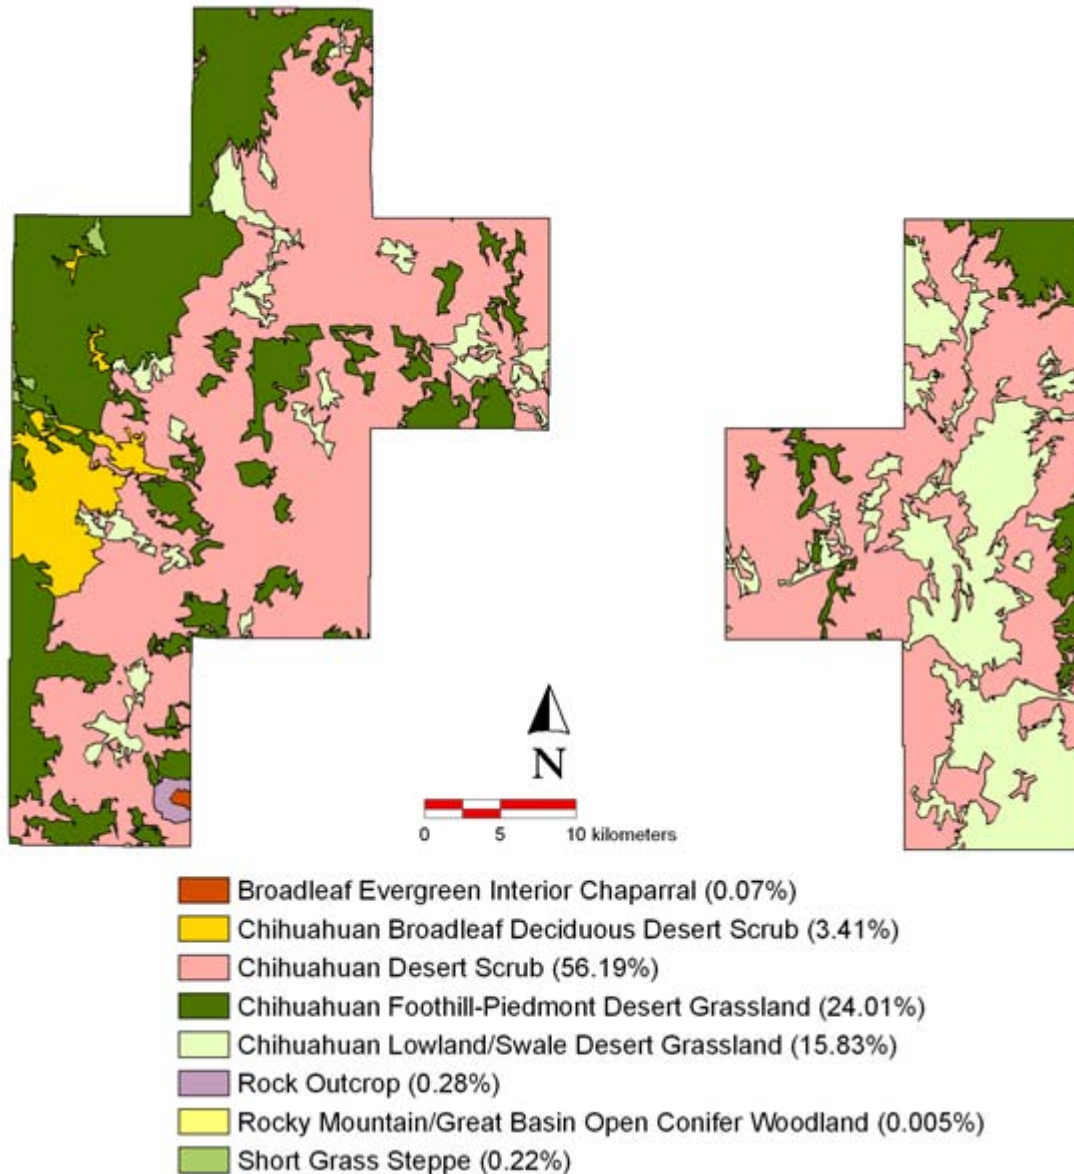 N
0 5 10 kilometers
Broadleaf Evergreen Interior Chaparral (0.07%)
Chihuahuan Broadleaf Deciduous Desert Scrub (3.41%)
Chihuahuan Desert Scrub (56.19%)
Chihuahuan Foothill-Piedmont Desert Grassland (24.01%)
Chihuahuan Lowland/Swale Desert Grassland (15.83%)
Rock Outcrop (0.28%)
Rocky Mountain/Great Basin Open Conifer Woodland (0.005%)
Short Grass Steppe (0.22%)